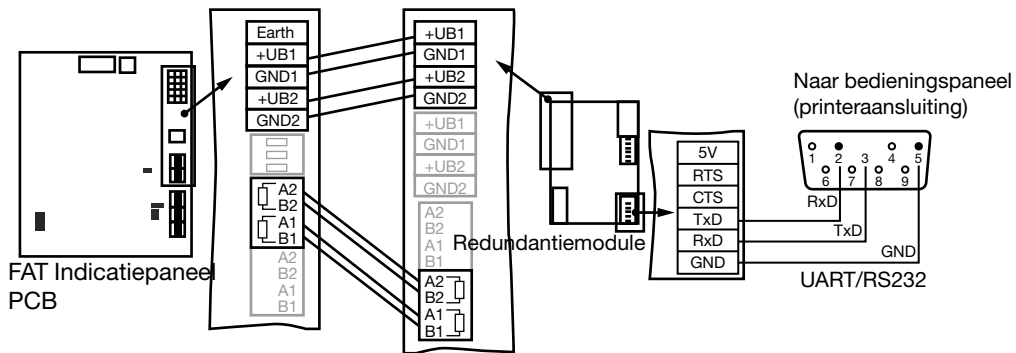 Earth
+UB1
GND1
+UB2
GND2
A2
B2
A1
B1
A2
B2
A1
B1
+UB1
GND1
+UB2
GND2
+UB1
GND1
+UB2
GND2
A2
B2
A1
B1
A2
B2
A1
B1
FAT Indicatiepaneel
PCB
Redundantiemodule
5V
RTS
CTS
TxD
RxD
GND
Naar bedieningspaneel
(printeraansluiting)
1 2 3 4 5
6 7 8 9
RxD
TxD
GND
UART/RS232